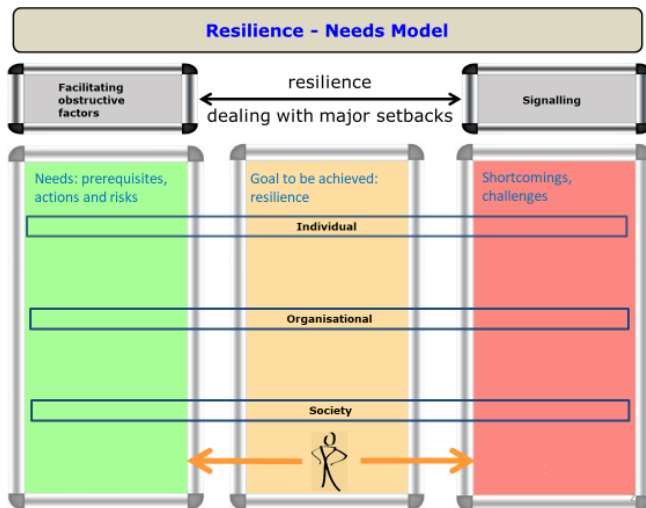 Resilience - Needs Model
Facilitating
obstructive
factors
resilience
dealing with major setbacks
Signalling
Needs: prerequisites,
actions and risks
Goal to be achieved:
resilience
Shortcomings,
challenges
Individual
Organisational
Society